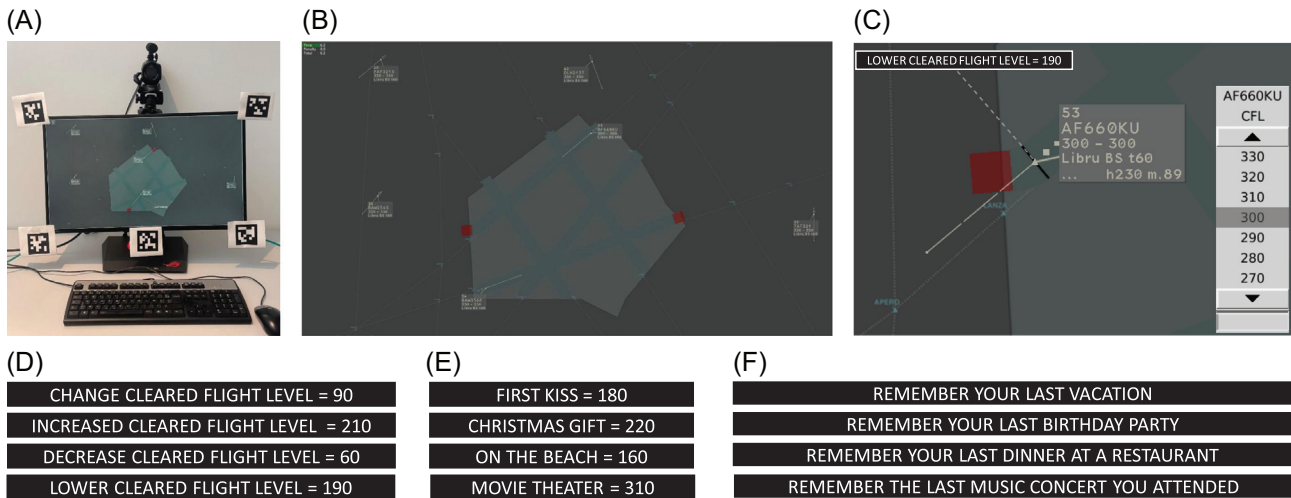 (A)
(B)
(C)
LOWER CLEARED FLIGHT LEVEL = 190
53
AF660KU
300 - 300
Libru BS t60
... h230 m.89
LANZA
APERO
AF660KU
CFL
330
320
310
300
290
280
270
(D)
CHANGE CLEARED FLIGHT LEVEL = 90
INCREASED CLEARED FLIGHT LEVEL = 210
DECREASE CLEARED FLIGHT LEVEL = 60
LOWER CLEARED FLIGHT LEVEL = 190
(E)
FIRST KISS = 180
CHRISTMAS GIFT = 220
ON THE BEACH = 160
MOVIE THEATER = 310
(F)
REMEMBER YOUR LAST VACATION
REMEMBER YOUR LAST BIRTHDAY PARTY
REMEMBER YOUR LAST DINNER AT A RESTAURANT
REMEMBER THE LAST MUSIC CONCERT YOU ATTENDED